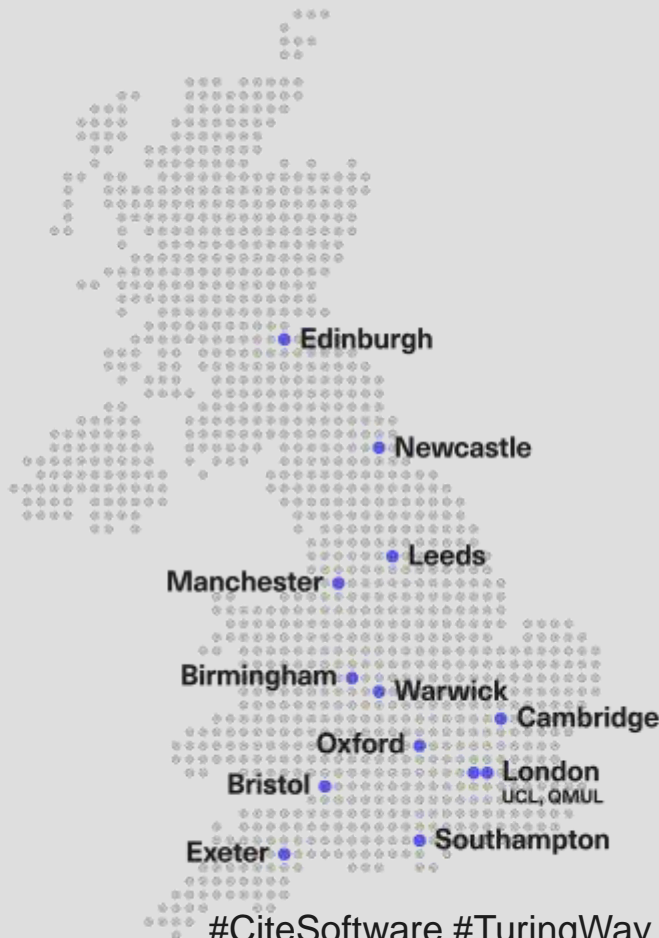 Edinburgh
Newcastle
Leeds
Manchester
Birmingham
Warwick
Cambridge
Oxford
London
UCL, QMUL
Bristol
Southampton
Exeter
#CiteSoftware #TuringWay